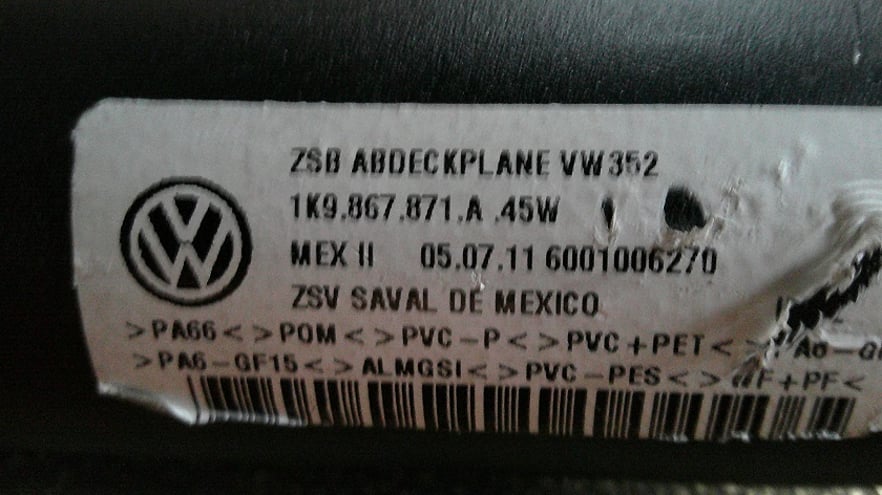 ZSB ABDECKPLANE VW352
1K9.867.871.A .45W
MEX II 05.07.11 6001006270
ZSV SAVAL DE MEXICO
>PA66< >POM< >PVC-P< >PVC+PET<
>PA6-GF15< >ALMGSI< >PVC-PES< +PF<